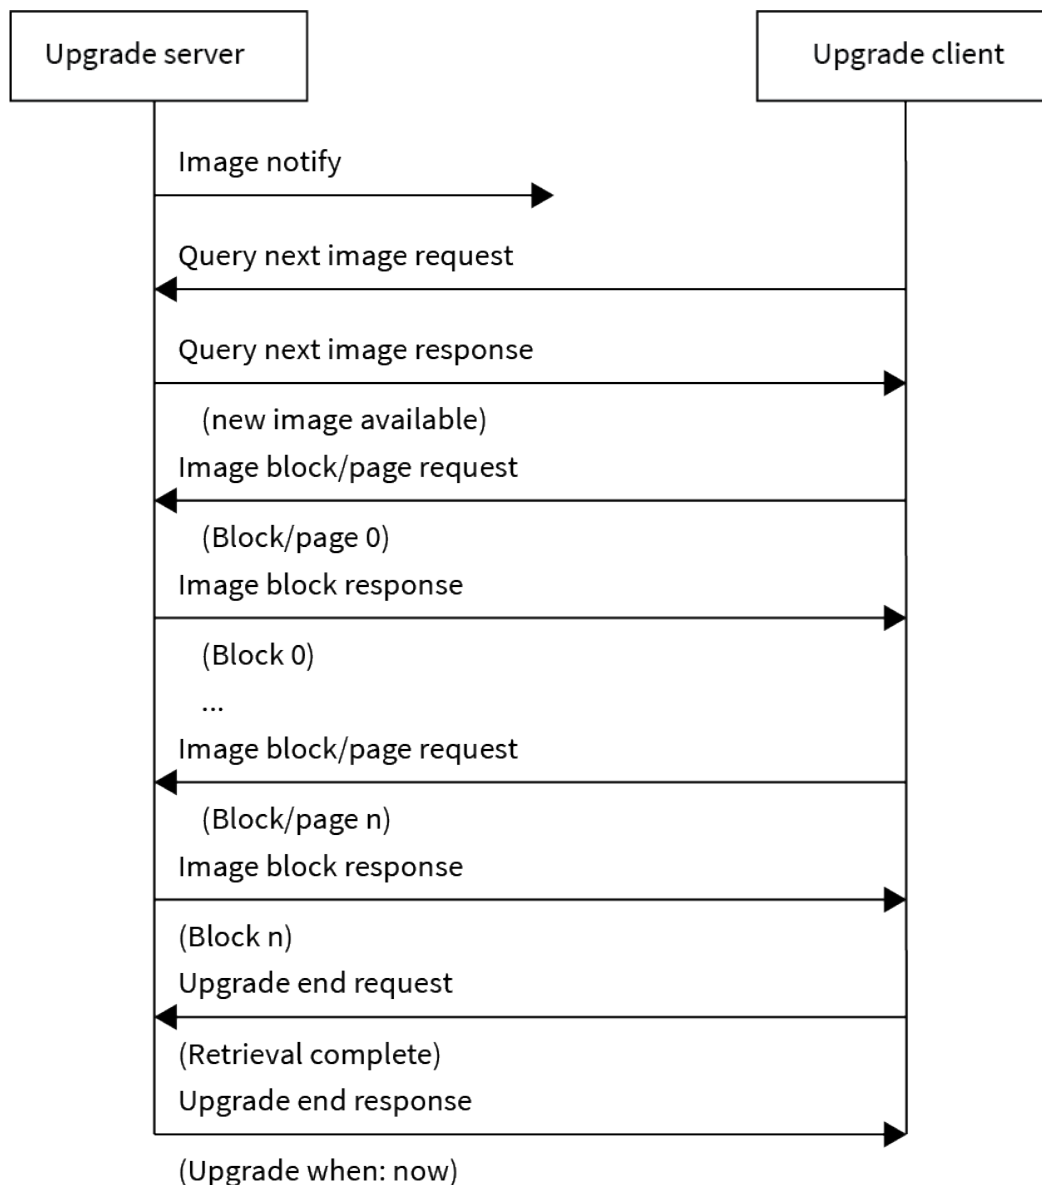 Upgrade server
Upgrade client
Image notify
Query next image request
Query next image response
(new image available)
Image block/page request
(Block/page 0)
Image block response
(Block 0)
...
Image block/page request
(Block/page n)
Image block response
(Block n)
Upgrade end request
(Retrieval complete)
Upgrade end response
(Upgrade when: now)